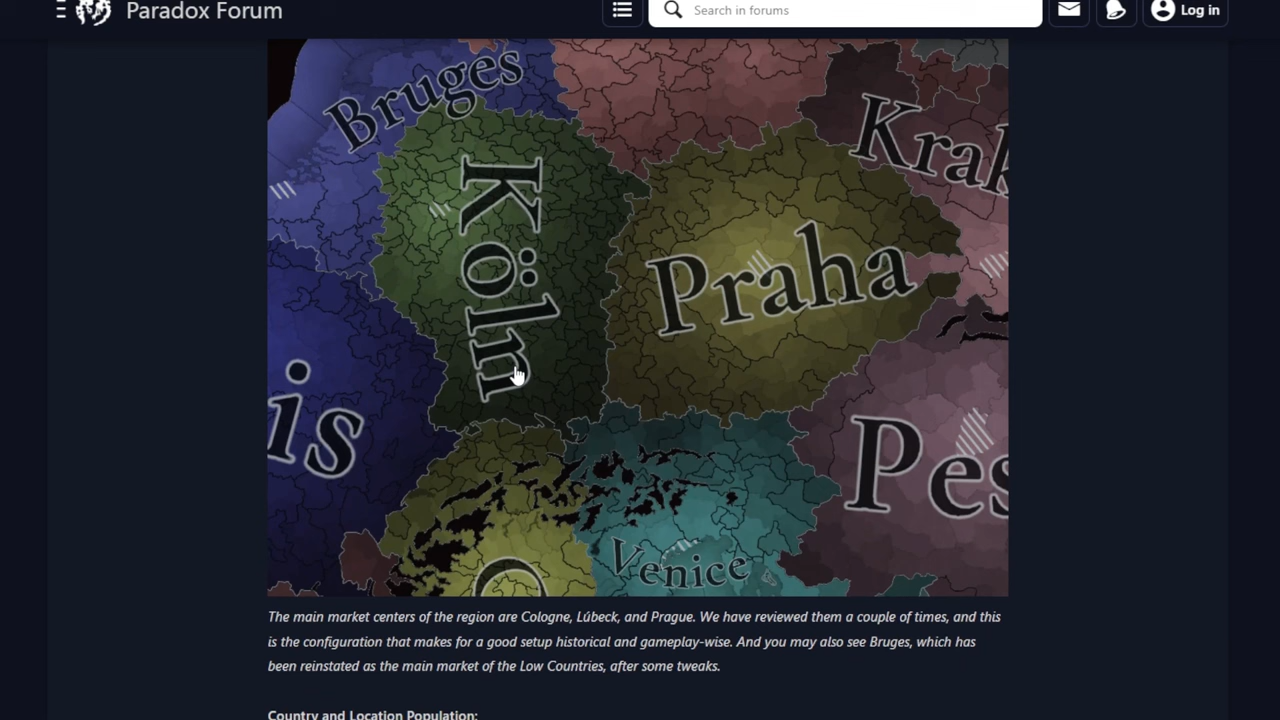 Paradox Forum
Search in forums
Log in
Bruges
Köln
Praha
Krak
is
Pes
Venice
The main market centers of the region are Cologne, Lúbeck, and Prague. We have reviewed them a couple of times, and this
is the configuration that makes for a good setup historical and gameplay-wise. And you may also see Bruges, which has
been reinstated as the main market of the Low Countries, after some tweaks.
Country and Location Population: